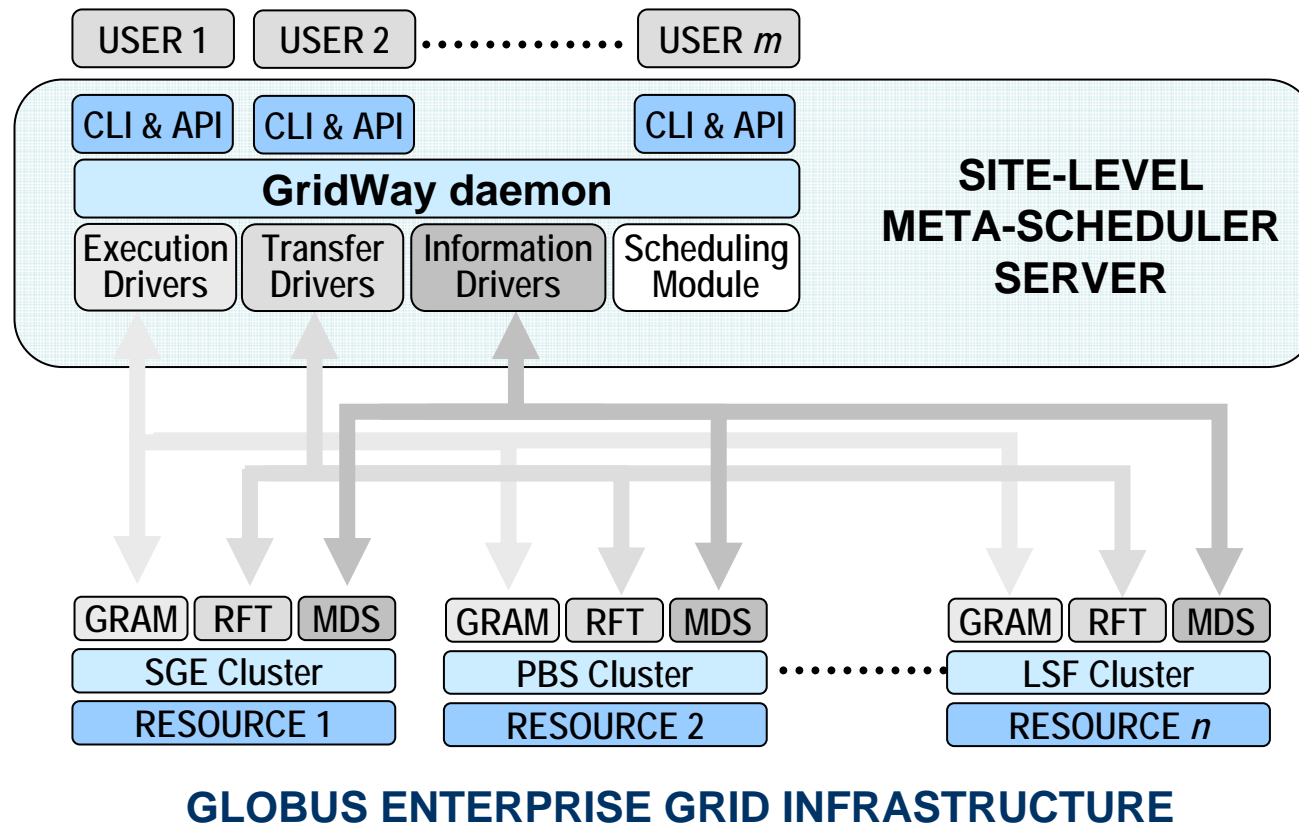 USER 1 USER 2 USER m
CLI & API CLI & API CLI & API
GridWay daemon
Execution Drivers
Transfer Drivers
Information Drivers
Scheduling Module
SITE-LEVEL
META-SCHEDULER
SERVER
GRAM RFT MDS GRAM RFT MDS GRAM RFT MDS
SGE Cluster PBS Cluster LSF Cluster
RESOURCE 1 RESOURCE 2 RESOURCE n
GLOBUS ENTERPRISE GRID INFRASTRUCTURE